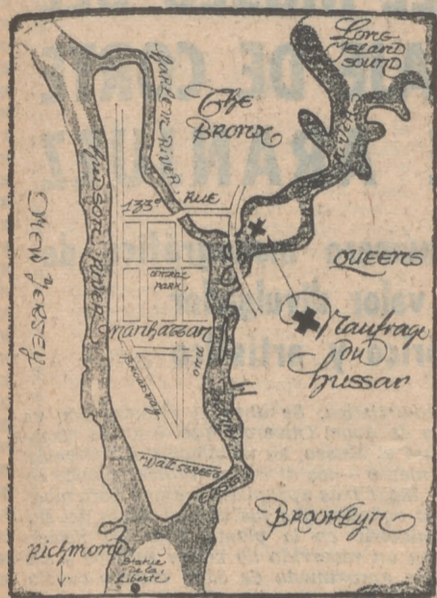 Long
Island
Sound
Harlem River
The
Bronx
Hudson River
133e RUE
New Jersey
Central
Park
Queens
Manhattan
Naufrage
du
Hussar
Broadway
Wall Street
Brooklyn
Richmond
Statue
de la
Liberté